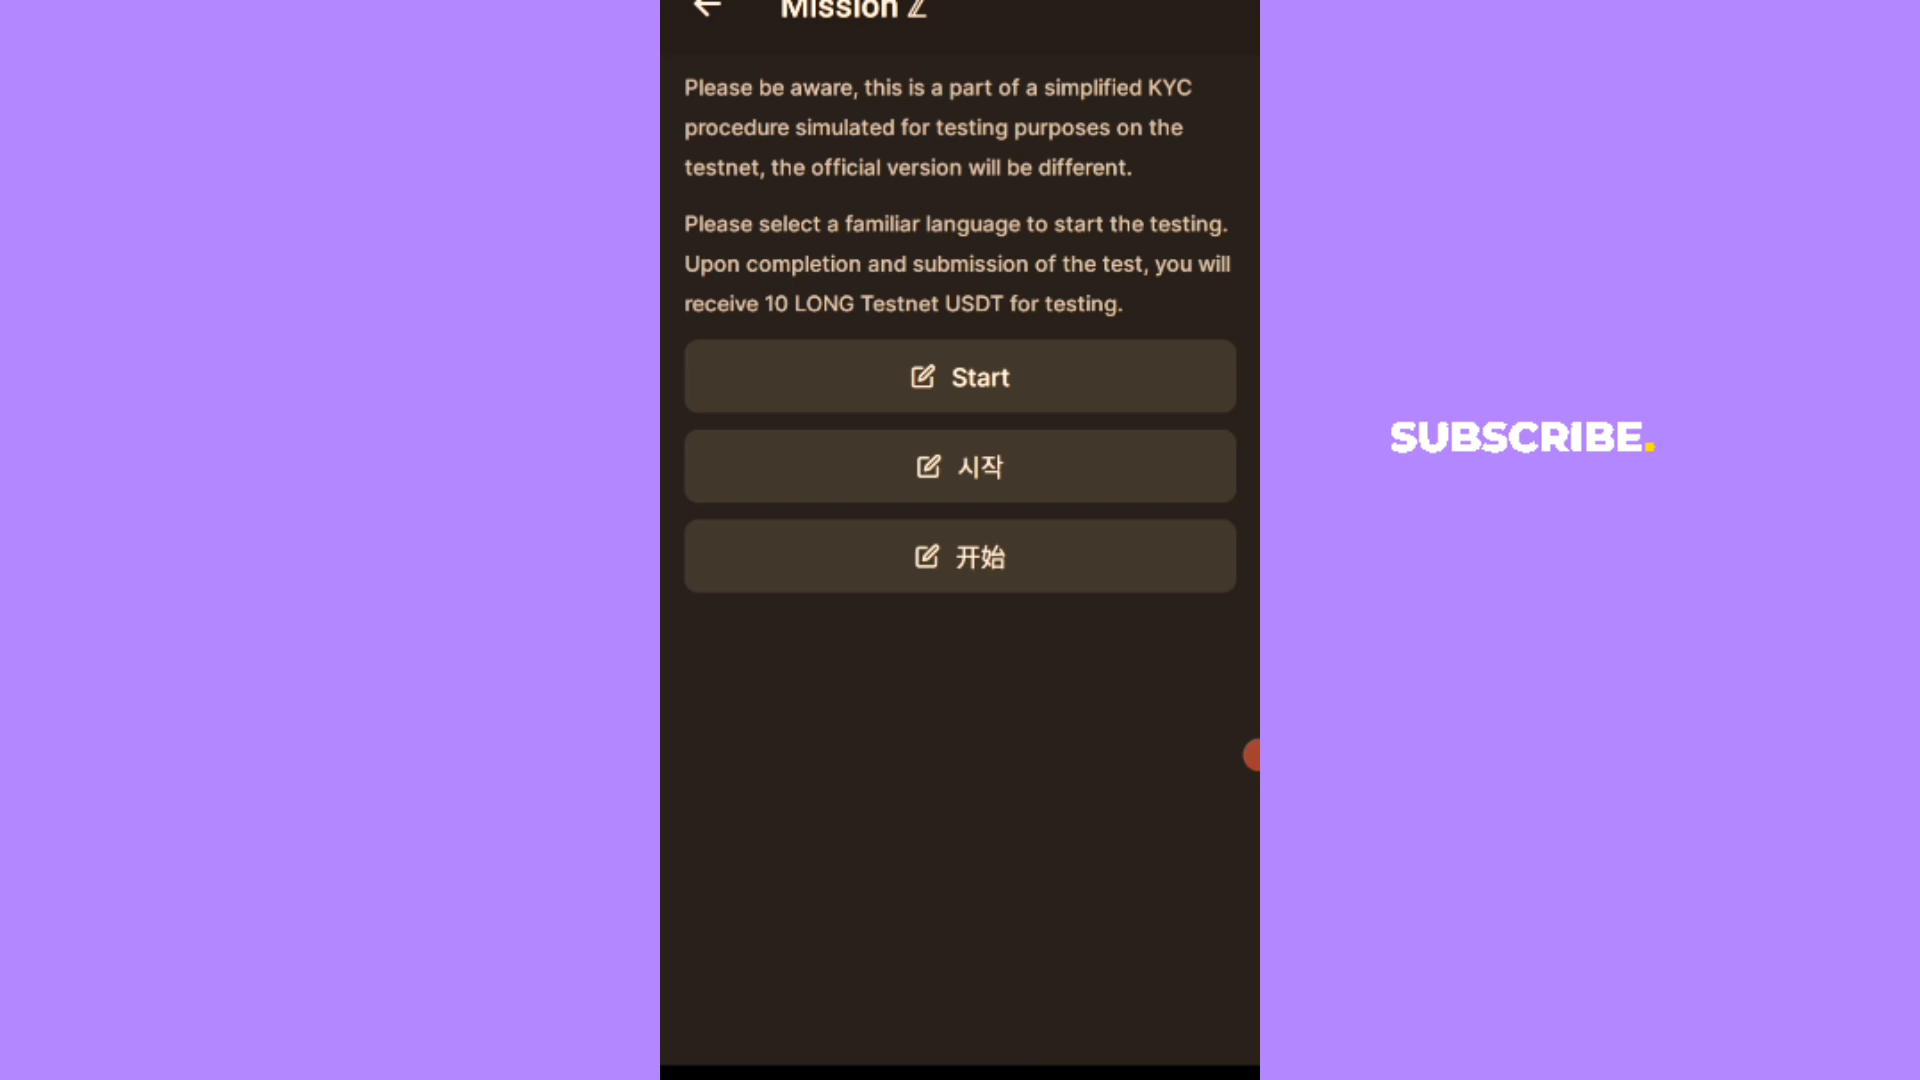 Mission
Please be aware, this is a part of a simplified KYC
procedure simulated for testing purposes on the
testnet, the official version will be different.
Please select a familiar language to start the testing.
Upon completion and submission of the test, you will
receive 10 LONG Testnet USDT for testing.
Start
시작
开始
SUBSCRIBE.